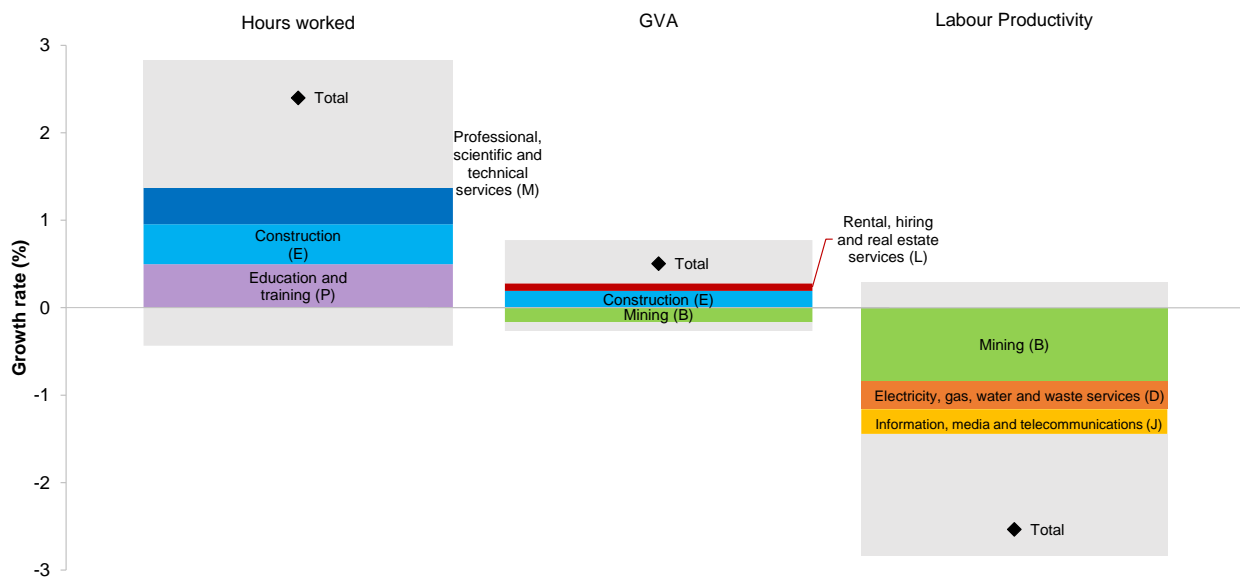 Hours worked
GVA
Labour Productivity
Growth rate (%)
3
2
1
0
-1
-2
-3
Total
Professional,
scientific and
technical
services (M)
Construction
(E)
Education and
training (P)
Total
Rental, hiring
and real estate
services (L)
Construction (E)
Mining (B)
Mining (B)
Electricity, gas, water and waste services (D)
Information, media and telecommunications (J)
Total